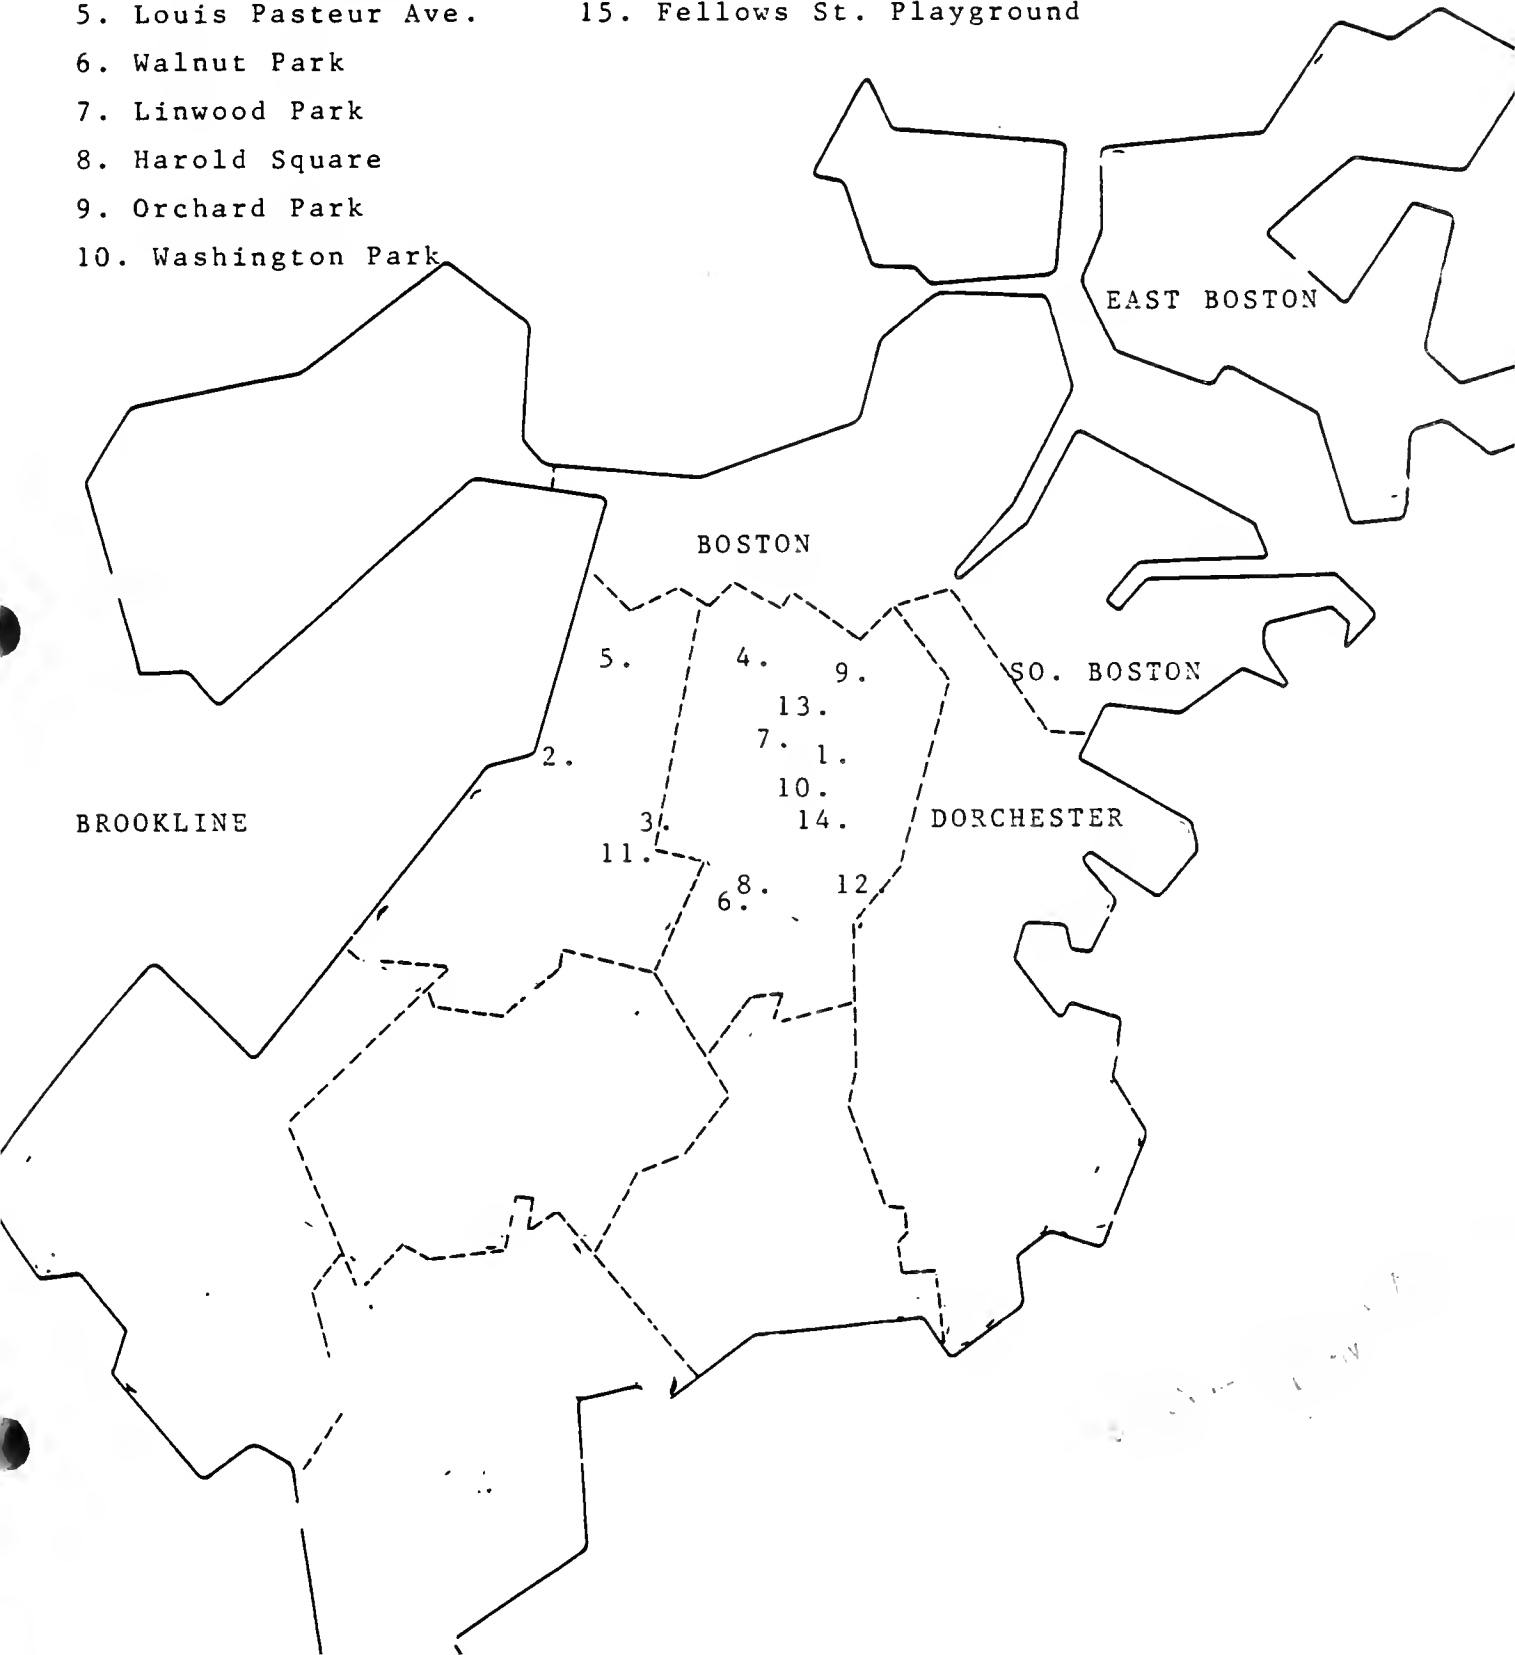 5. Louis Pasteur Ave. 15. Fellows St. Playground
6. Walnut Park
7. Linwood Park
8. Harold Square
9. Orchard Park
10. Washington Park
EAST BOSTON
BOSTON
5. 4. 9.
SO. BOSTON
13.
7. 1.
2.
10.
BROOKLINE 3. 14. DORCHESTER
11.
8. 12.
6.